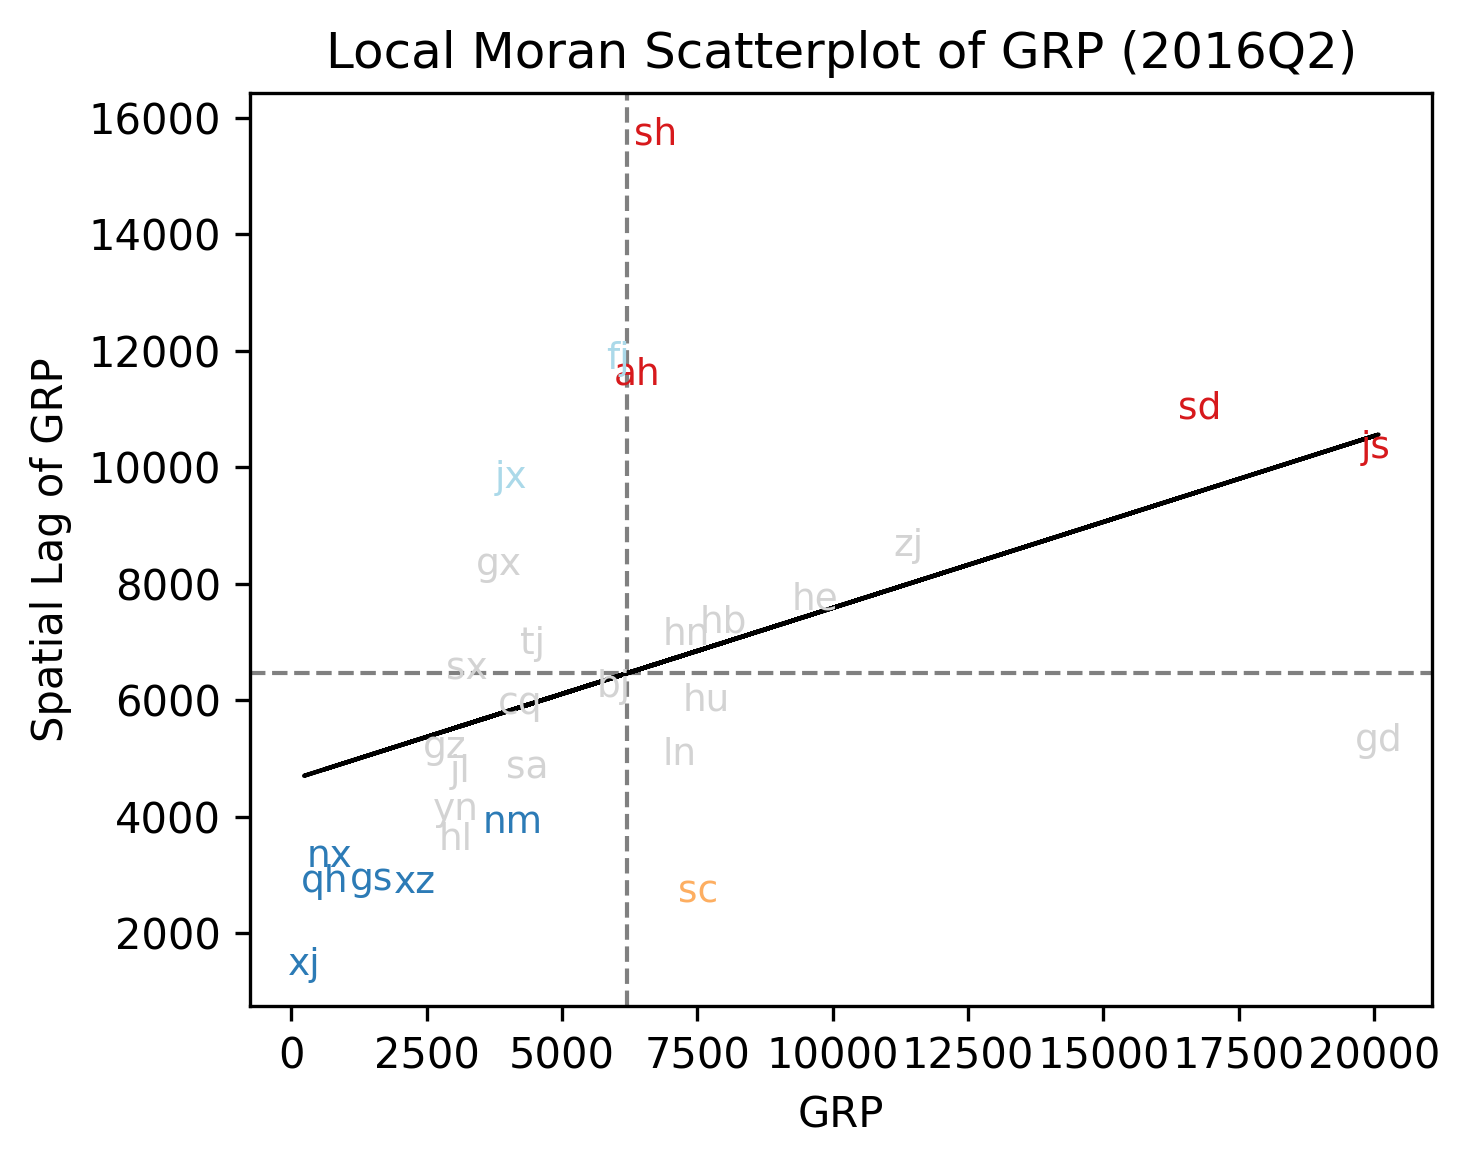 Local Moran Scatterplot of GRP (2016Q2)
16000
14000
12000
10000
8000
6000
4000
2000
Spatial Lag of GRP
sh
fj
ah
sd
js
jx
zj
gx
he
hb
hn
tj
sx
bj
hu
cq
gd
gz
ln
jl
sa
yn
nm
hl
nx
qh
gs
xz
sc
xj
0 2500 5000 7500 10000 12500 15000 17500 20000
GRP